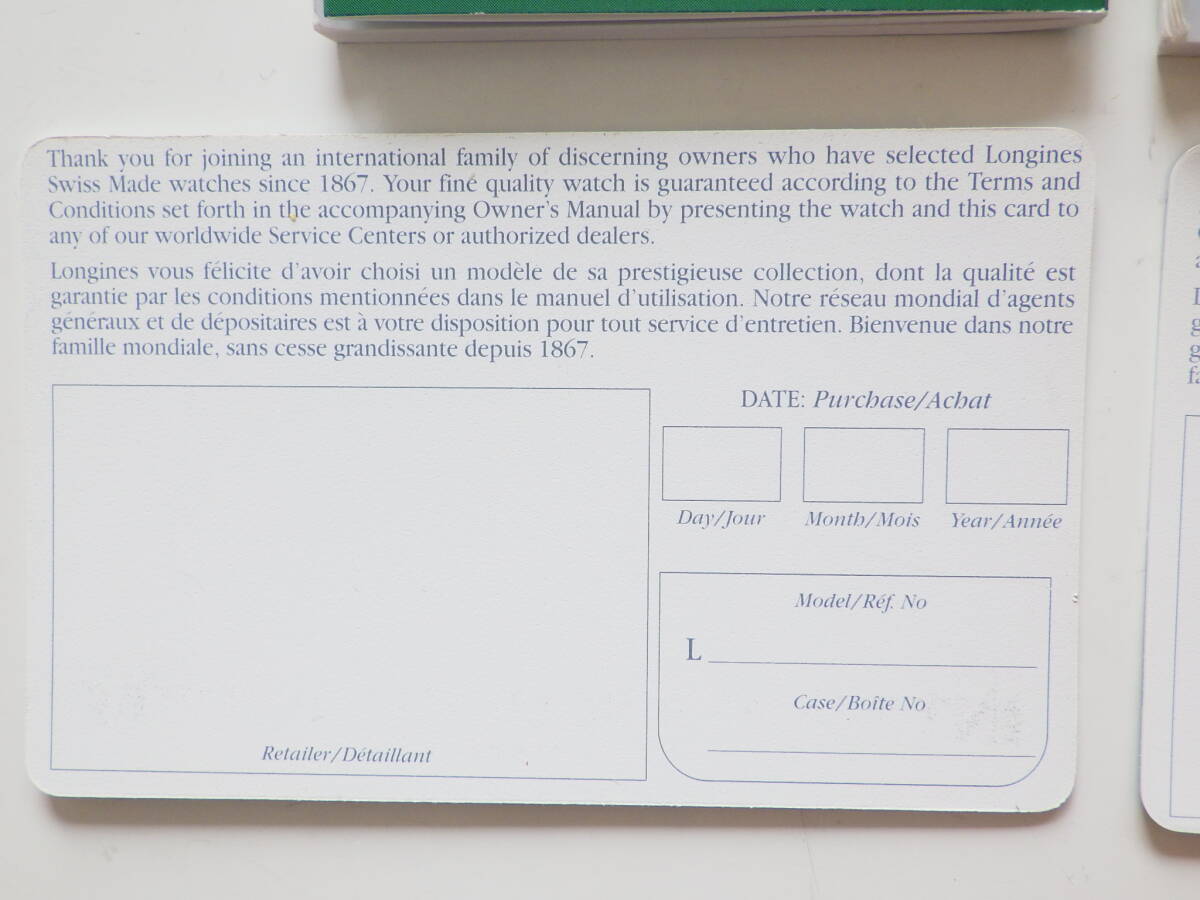 Thank you for joining an international family of discerning owners who have selected Longines
Swiss Made watches since 1867. Your fine quality watch is guaranteed according to the Terms and
Conditions set forth in the accompanying Owner's Manual by presenting the watch and this card to
any of our worldwide Service Centers or authorized dealers.
Longines vous félicite d'avoir choisi un modèle de sa prestigieuse collection, dont la qualité est
garantie par les conditions mentionnées dans le manuel d'utilisation. Notre réseau mondial d'agents
généraux et de dépositaires est à votre disposition pour tout service d'entretien. Bienvenue dans notre
famille mondiale, sans cesse grandissante depuis 1867.
DATE: Purchase/Achat
Day/Jour Month/Mois Year/Année
Model/Réf. No
L
Case/Boîte No
Retailer/Détaillant